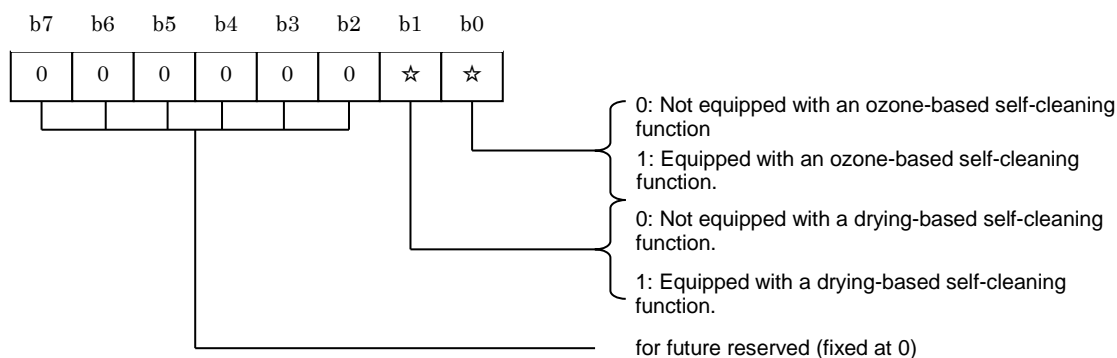 b7 b6 b5 b4 b3 b2 b1 b0
0 0 0 0 0 0 ☆ ☆
0: Not equipped with an ozone-based self-cleaning
function
1: Equipped with an ozone-based self-cleaning
function.
0: Not equipped with a drying-based self-cleaning
function.
1: Equipped with a drying-based self-cleaning
function.
for future reserved (fixed at 0)